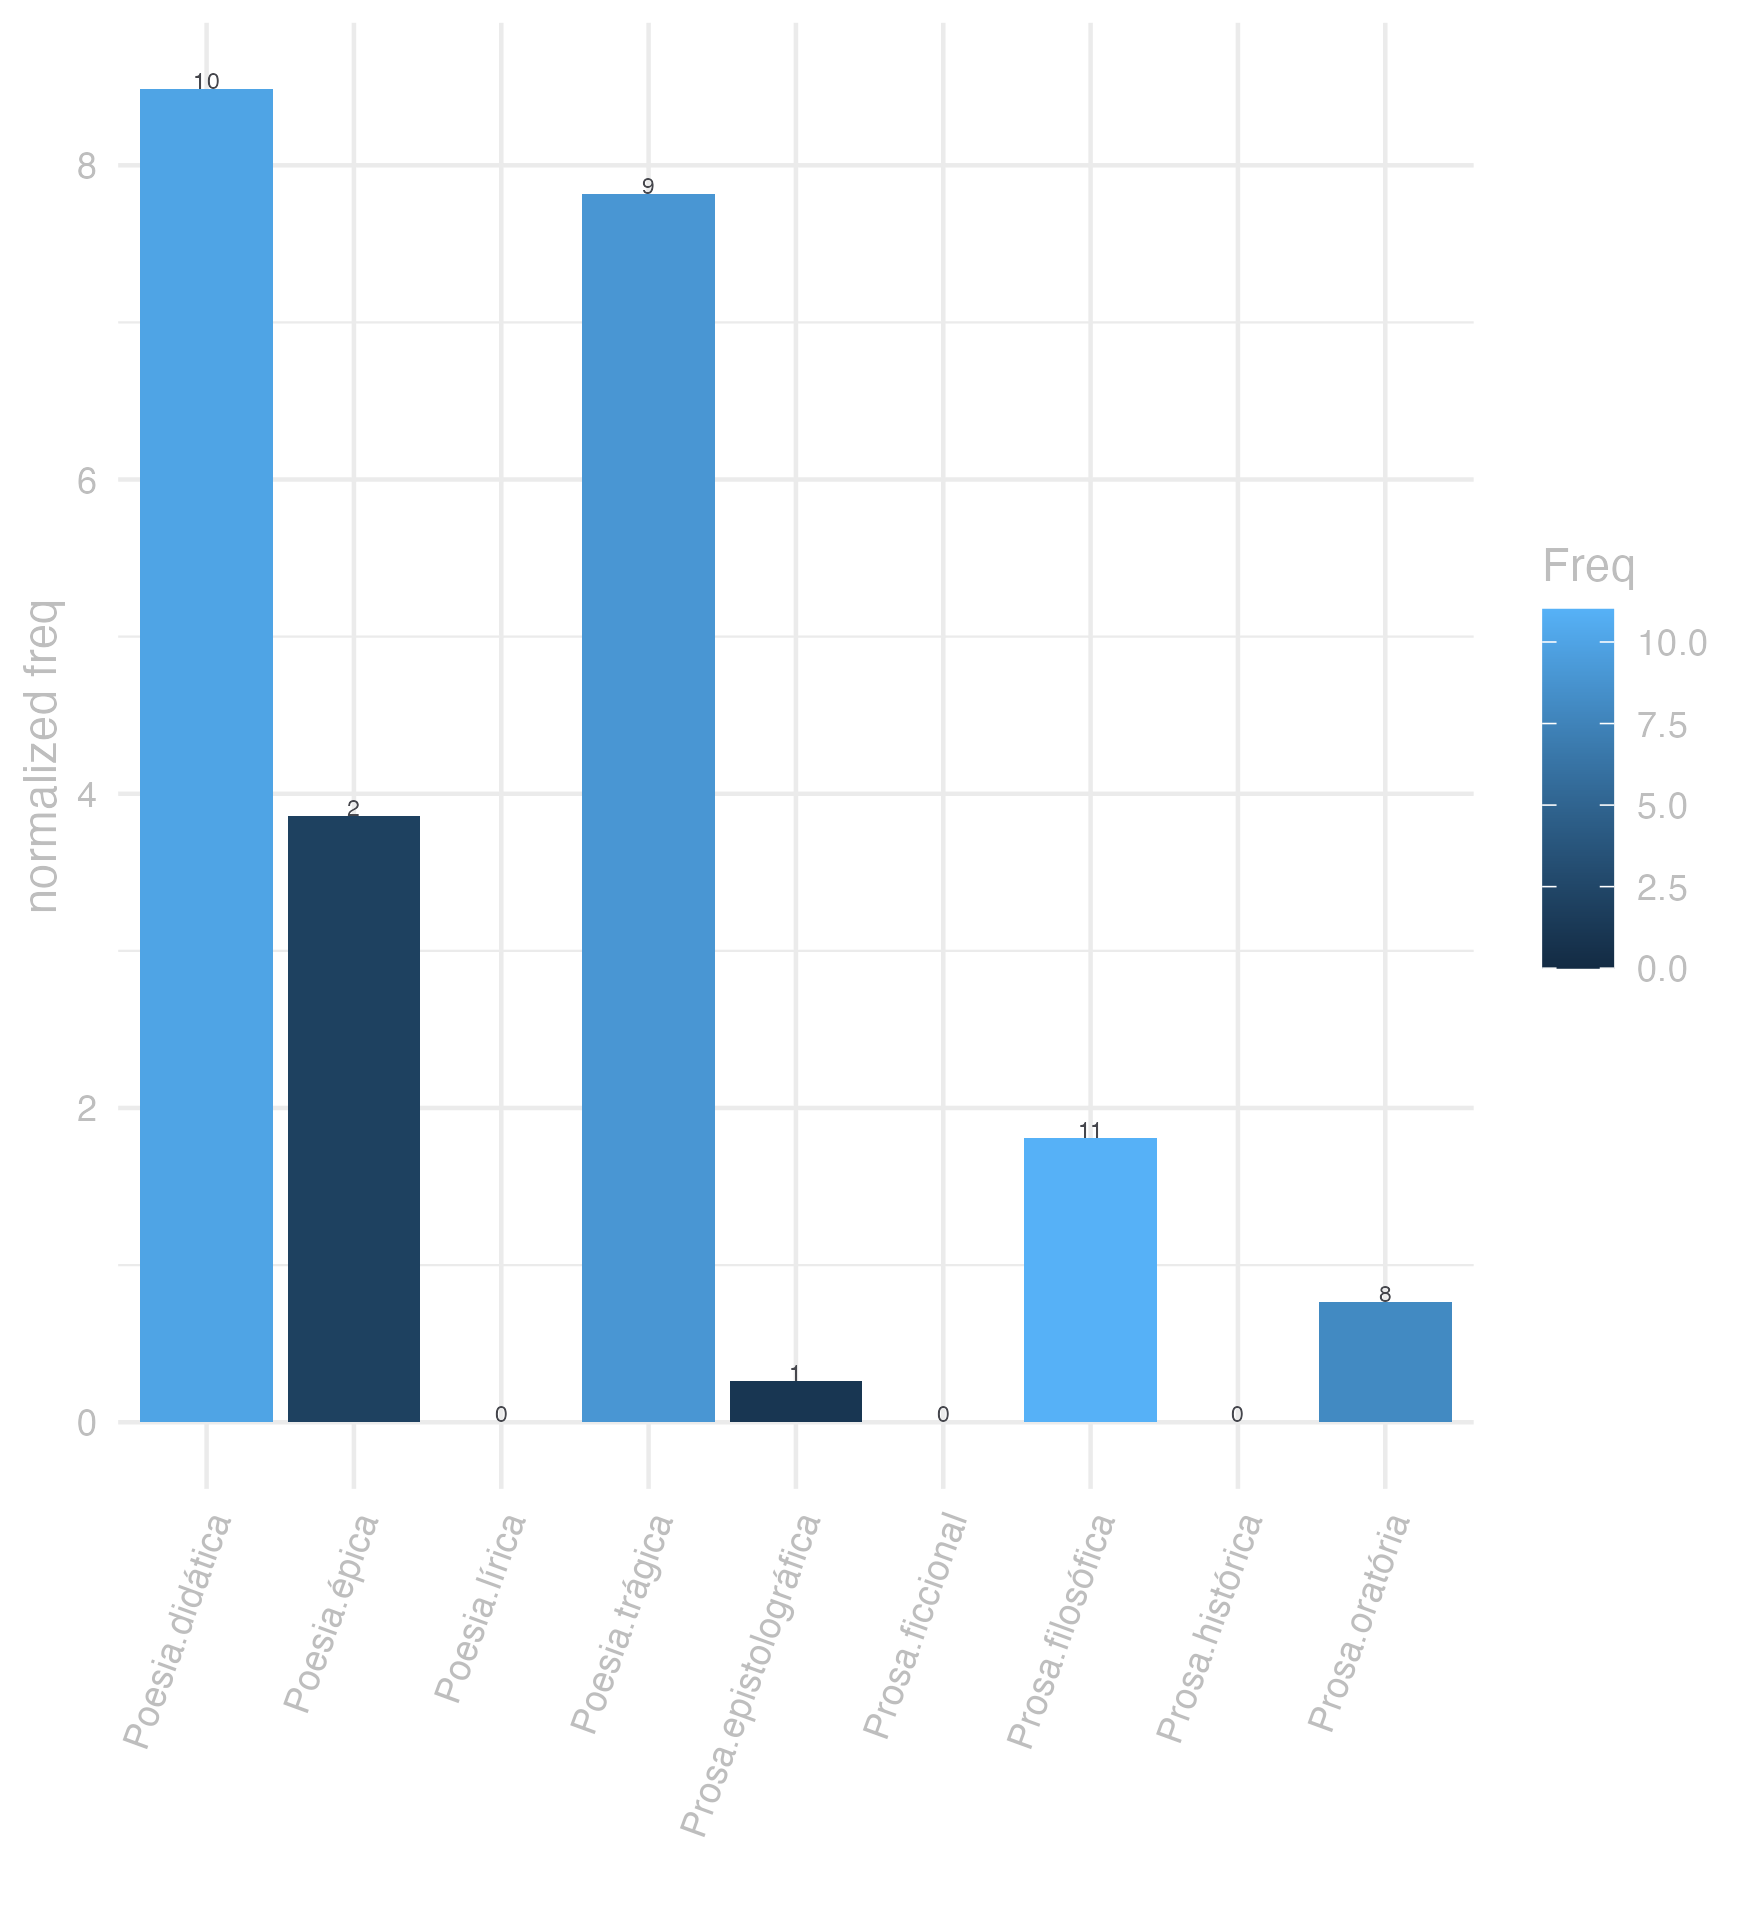 10
8
9
6
normalized freq
4
2
2
11
8
1
0
0
0
0
Freq
10.0
7.5
5.0
2.5
0.0
Poesia.didática
Poesia.épica
Poesia.lírica
Poesia.trágica
Prosa.epistolográfica
Prosa.ficcional
Prosa.filosófica
Prosa.histórica
Prosa.oratória